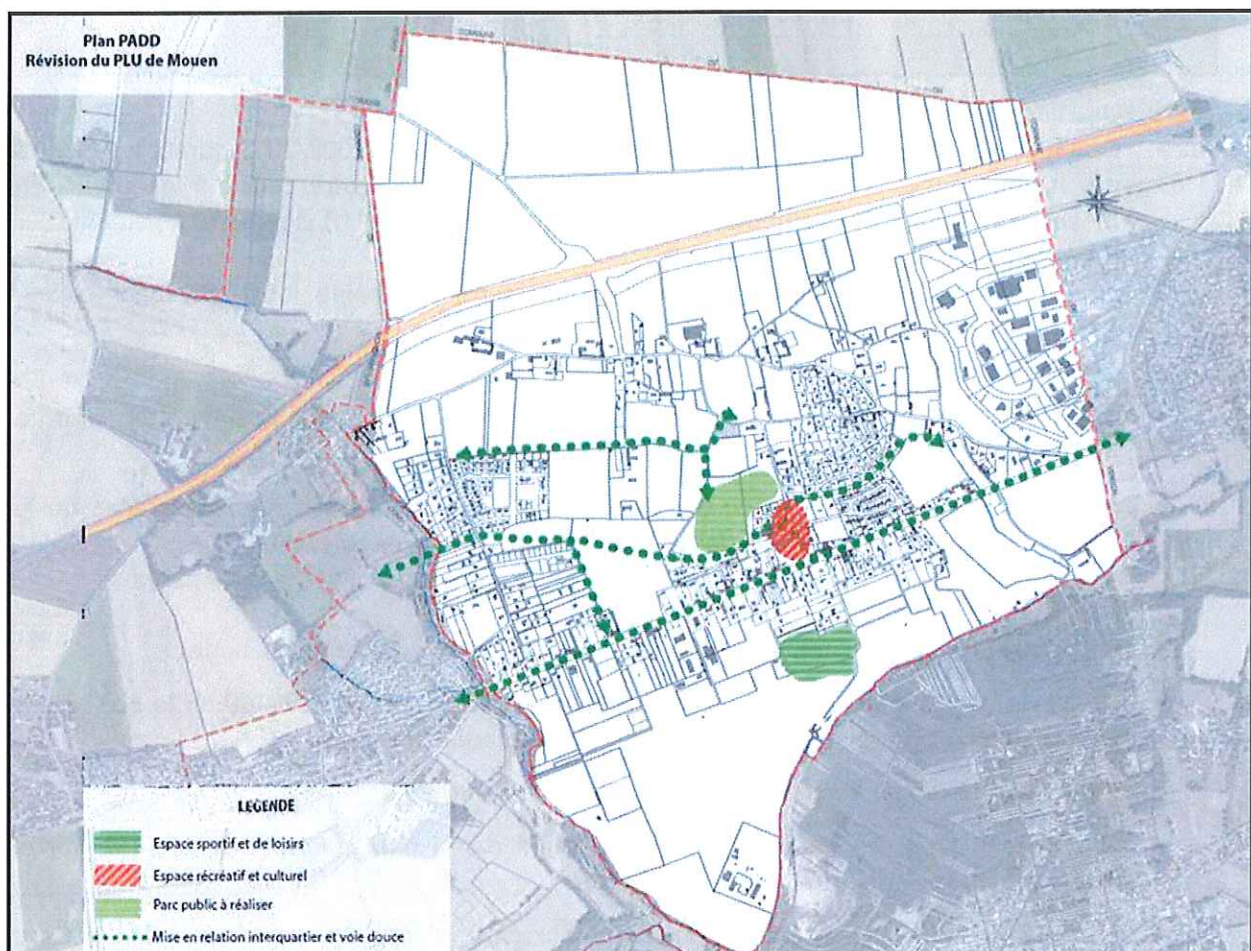 Plan PADD
Révision du PLU de Mouen
LEGENDE
Espace sportif et de loisirs
Espace récréatif et culturel
Parc public à réaliser
Mise en relation interquartier et voie douce